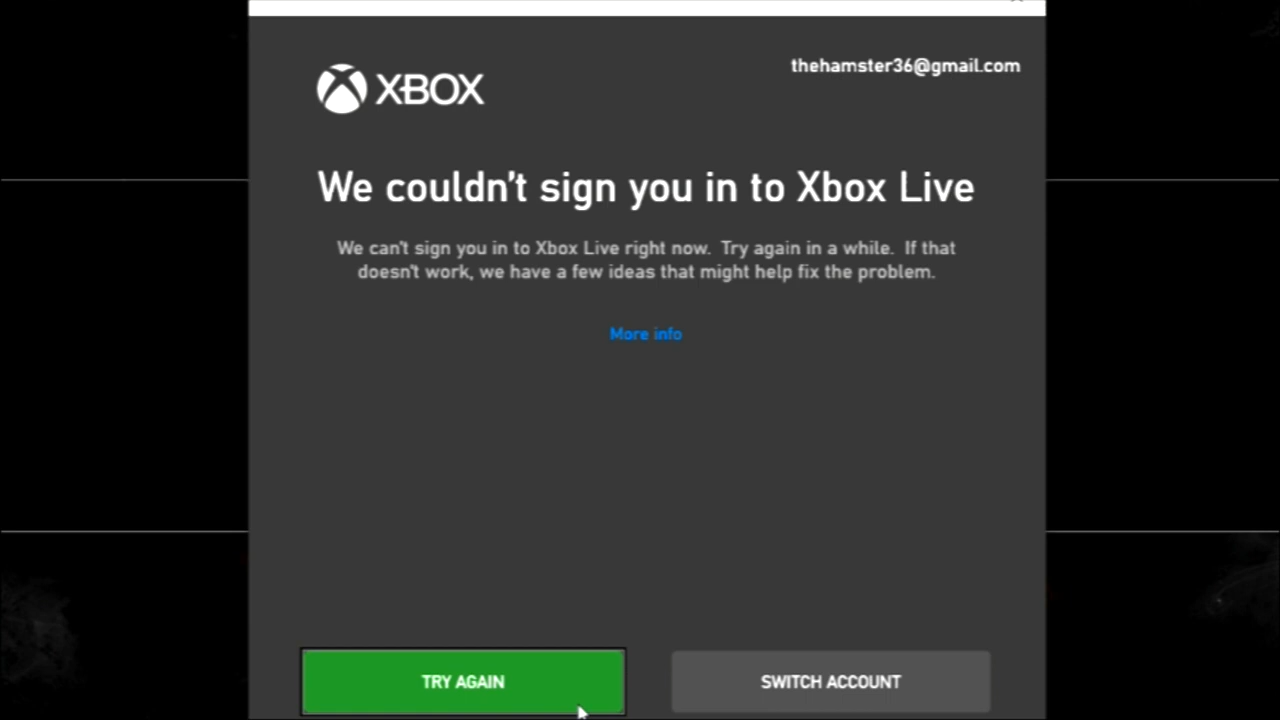 thehamster36@gmail.com
XBOX
We couldn't sign you in to Xbox Live
We can't sign you in to Xbox Live right now. Try again in a while. If that
doesn't work, we have a few ideas that might help fix the problem.
More info
TRY AGAIN
SWITCH ACCOUNT